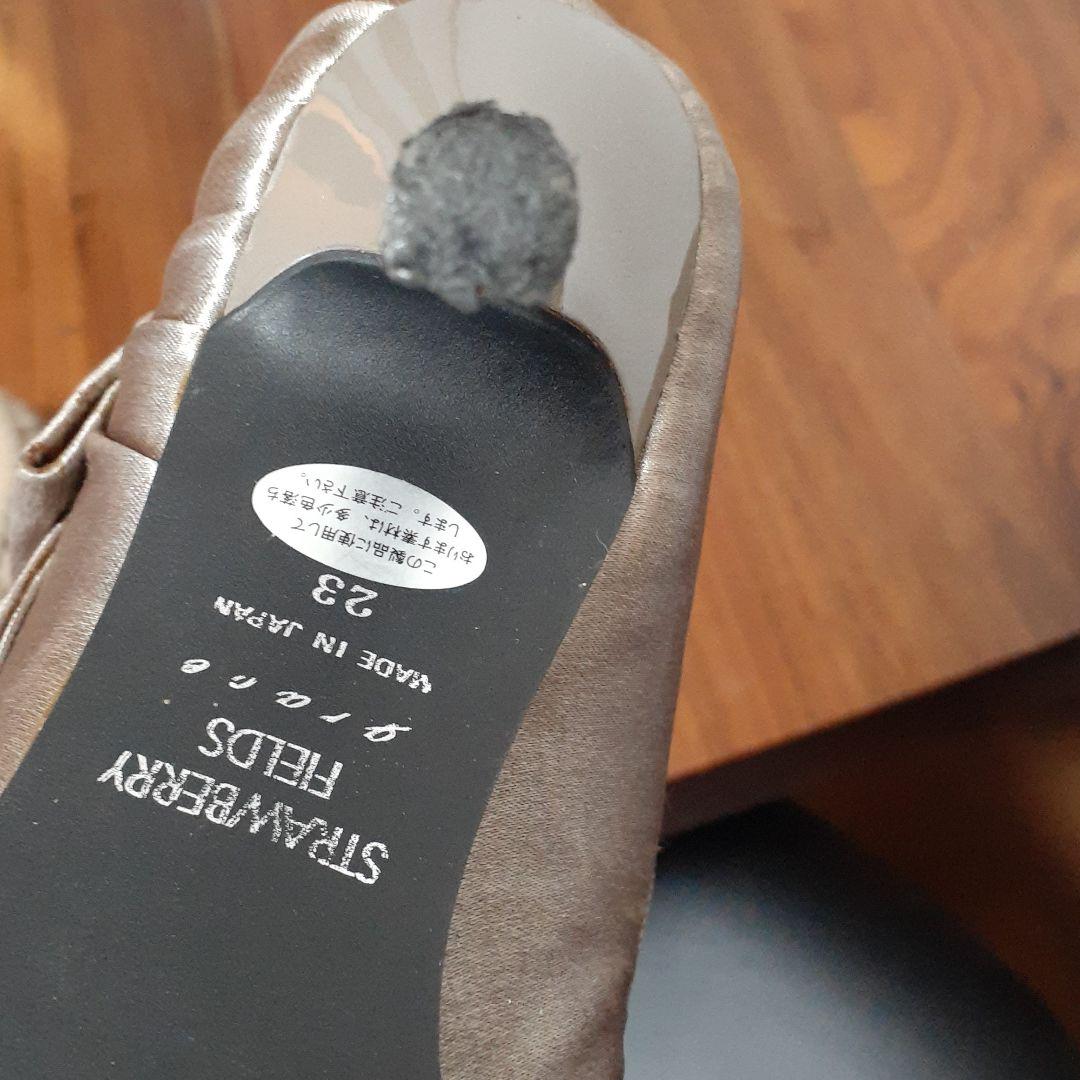 STRAWBERRY
FIELDS
grane
MADE IN JAPAN
23
この製品に使用して
おります素材は、多少色落ち
します。ご注意下さい。